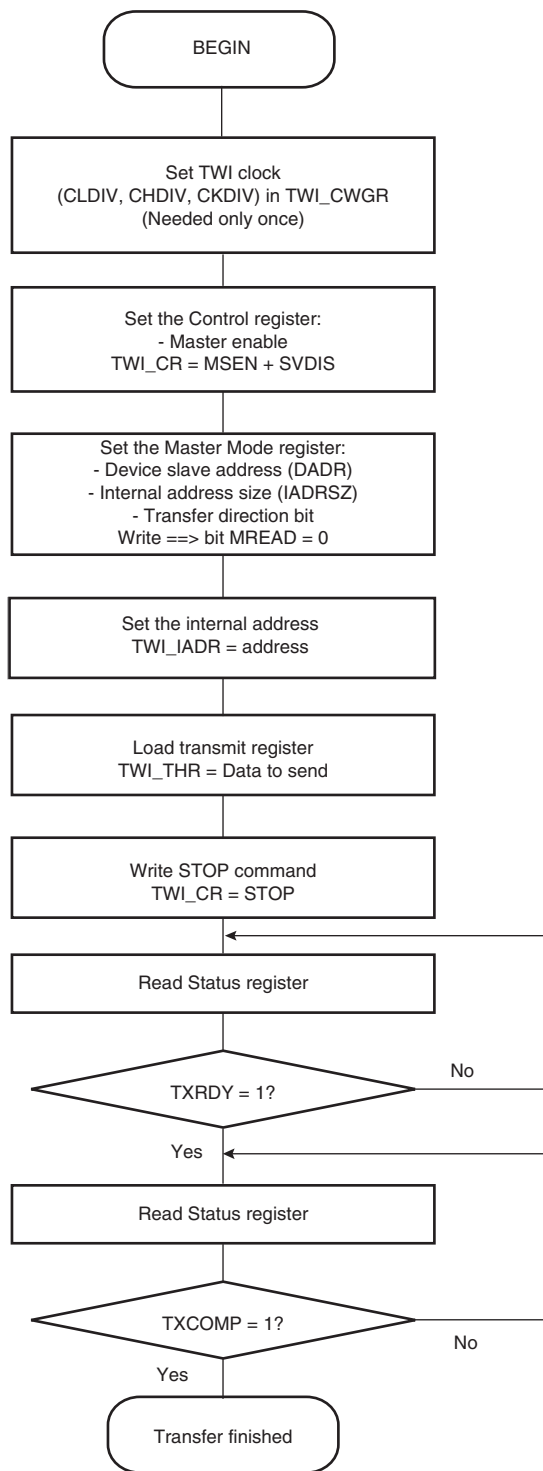 BEGIN
Set TWI clock
(CLDIV, CHDIV, CKDIV) in TWI_CWGR
(Needed only once)
Set the Control register:
- Master enable
TWI_CR = MSEN + SVDIS
Set the Master Mode register:
- Device slave address (DADR)
- Internal address size (IADRSZ)
- Transfer direction bit
Write ==> bit MREAD = 0
Set the internal address
TWI_IADR = address
Load transmit register
TWI_THR = Data to send
Write STOP command
TWI_CR = STOP
Read Status register
TXRDY = 1?
No
Yes
Read Status register
TXCOMP = 1?
No
Yes
Transfer finished